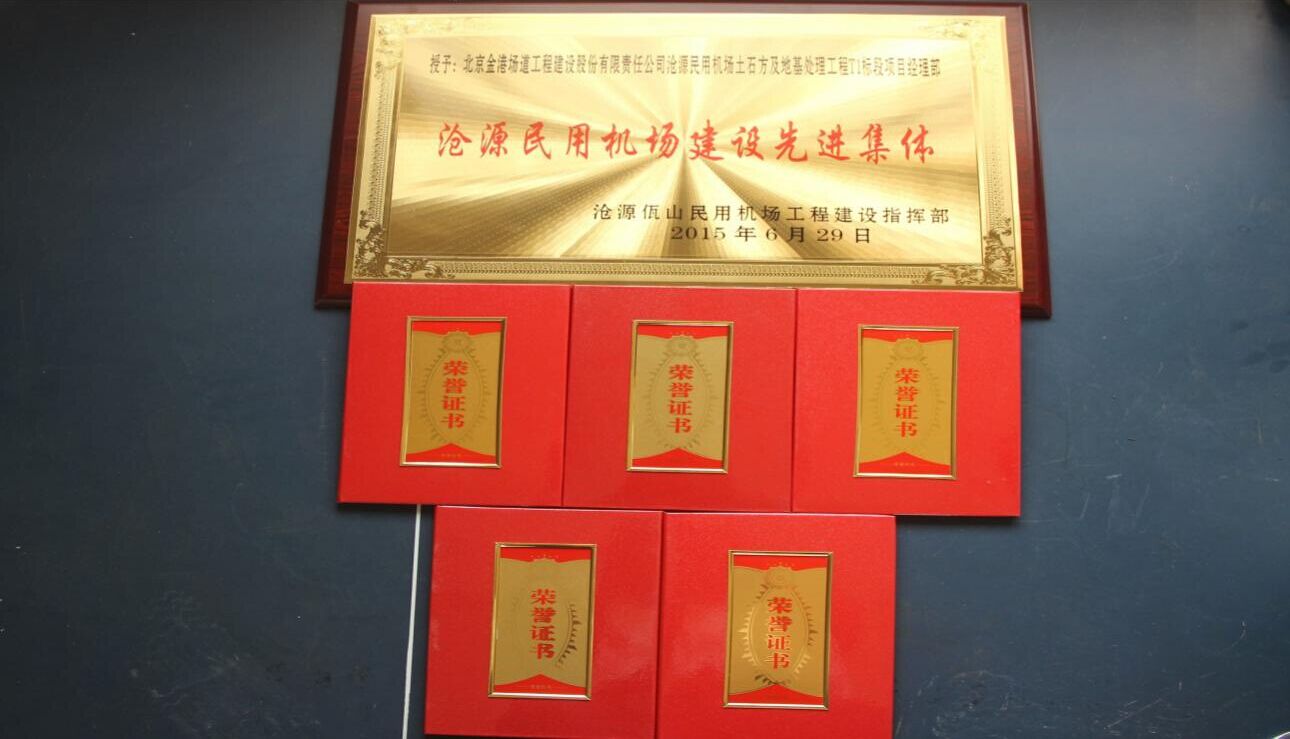 授予：北京金港场道工程建设股份有限责任公司沧源民用机场土石方及地基处理工程T1标段项目经理部
沧源民用机场建设先进集体
沧源佤山民用机场工程建设指挥部
2015年6月29日
荣誉证书
荣誉证书
荣誉证书
荣誉证书
荣誉证书